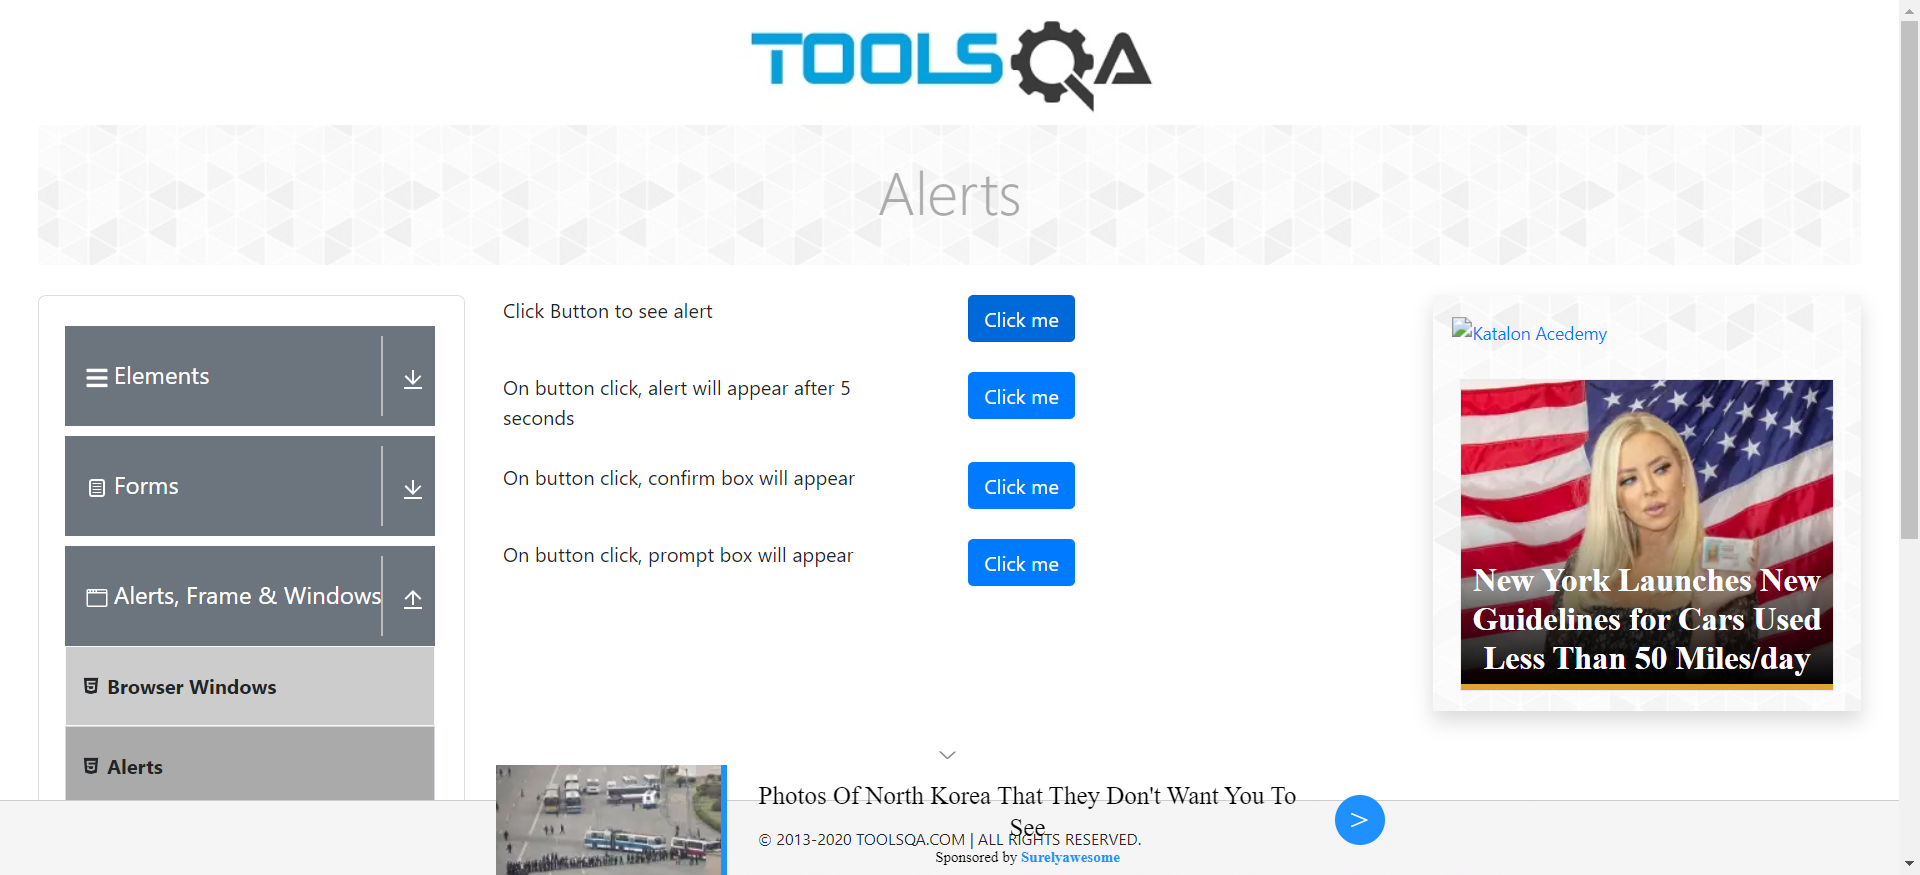 TOOLSQA
Alerts
Elements
Forms
Alerts, Frame & Windows
Browser Windows
Alerts
Click Button to see alert
Click me
On button click, alert will appear after 5
seconds
Click me
On button click, confirm box will appear
Click me
On button click, prompt box will appear
Click me
Katalon Acedemy
New York Launches New
Guidelines for Cars Used
Less Than 50 Miles/day
Photos Of North Korea That They Don't Want You To
See
>
© 2013-2020 TOOLSQA.COM | ALL RIGHTS RESERVED.
Sponsored by Surelyawesome